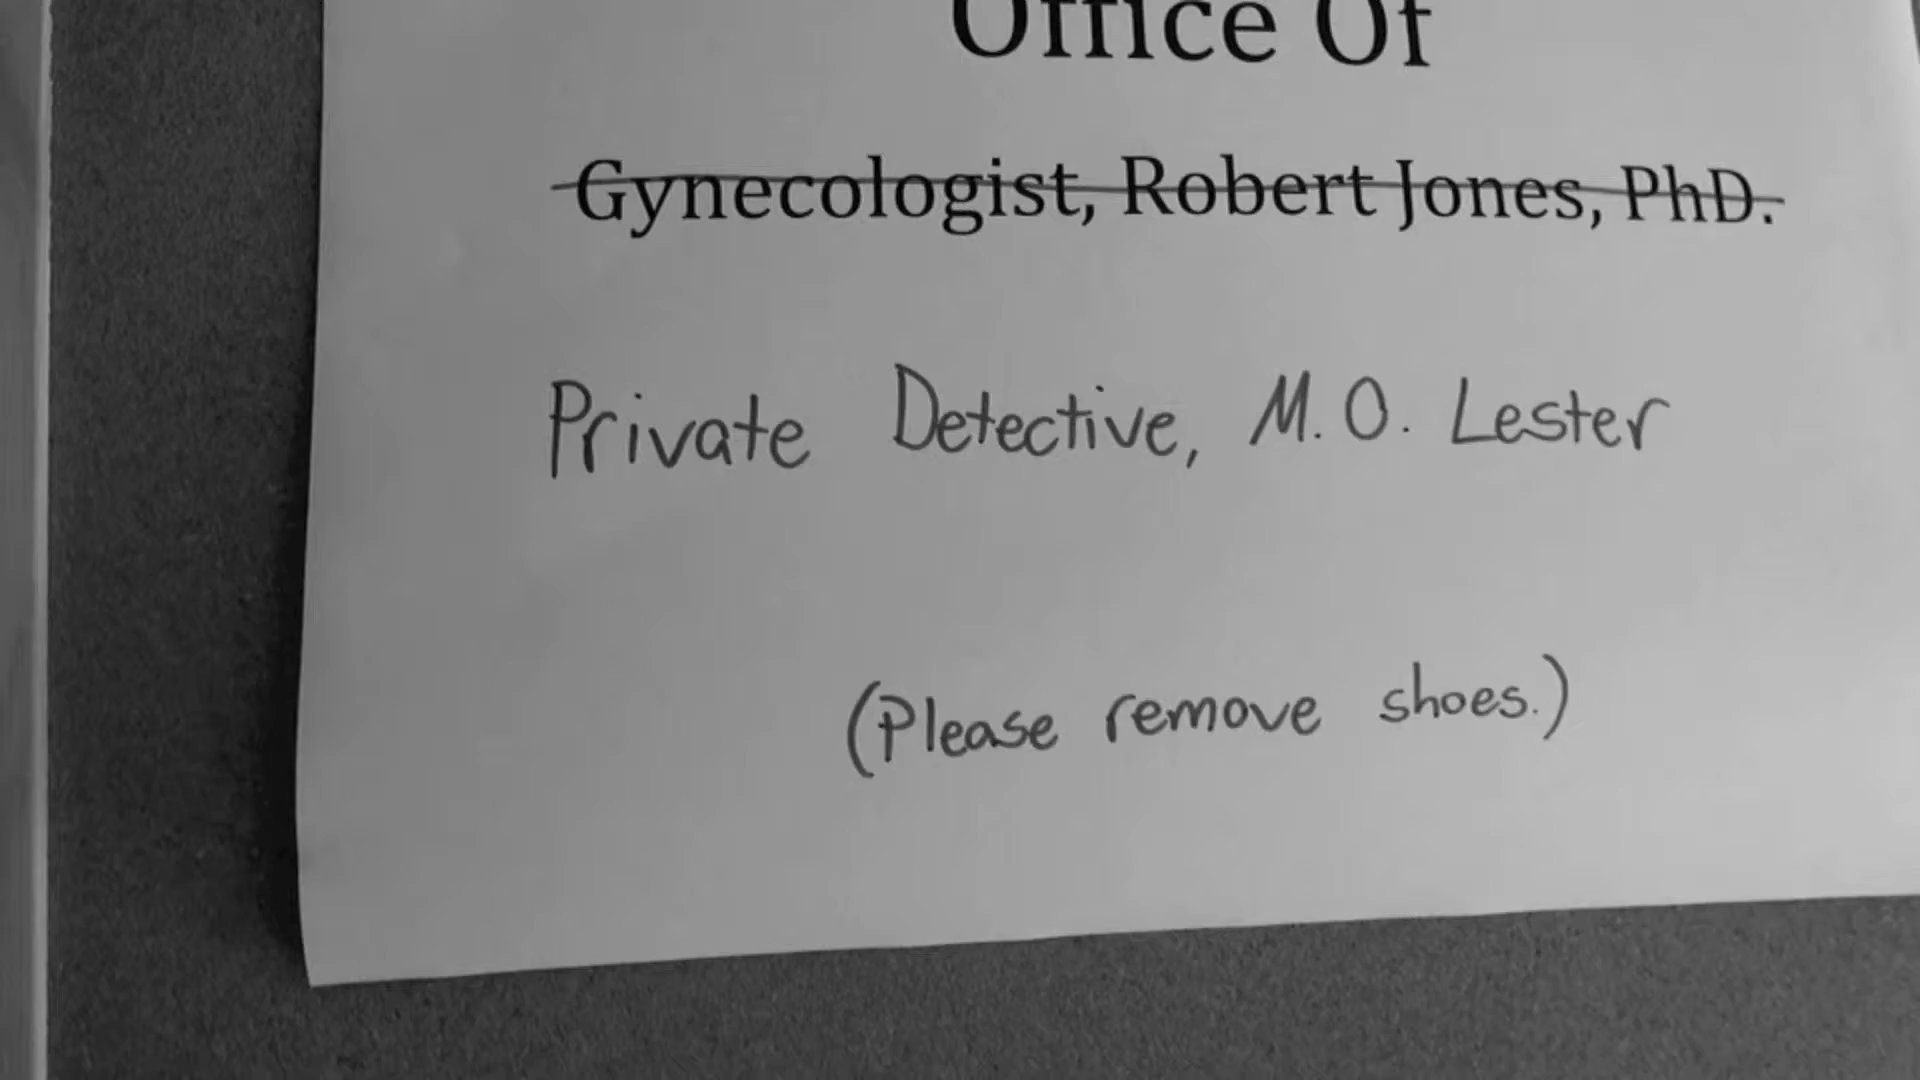 Office Of
Gynecologist, Robert Jones, PhD.
Private Detective, M.O. Lester
(Please remove shoes.)